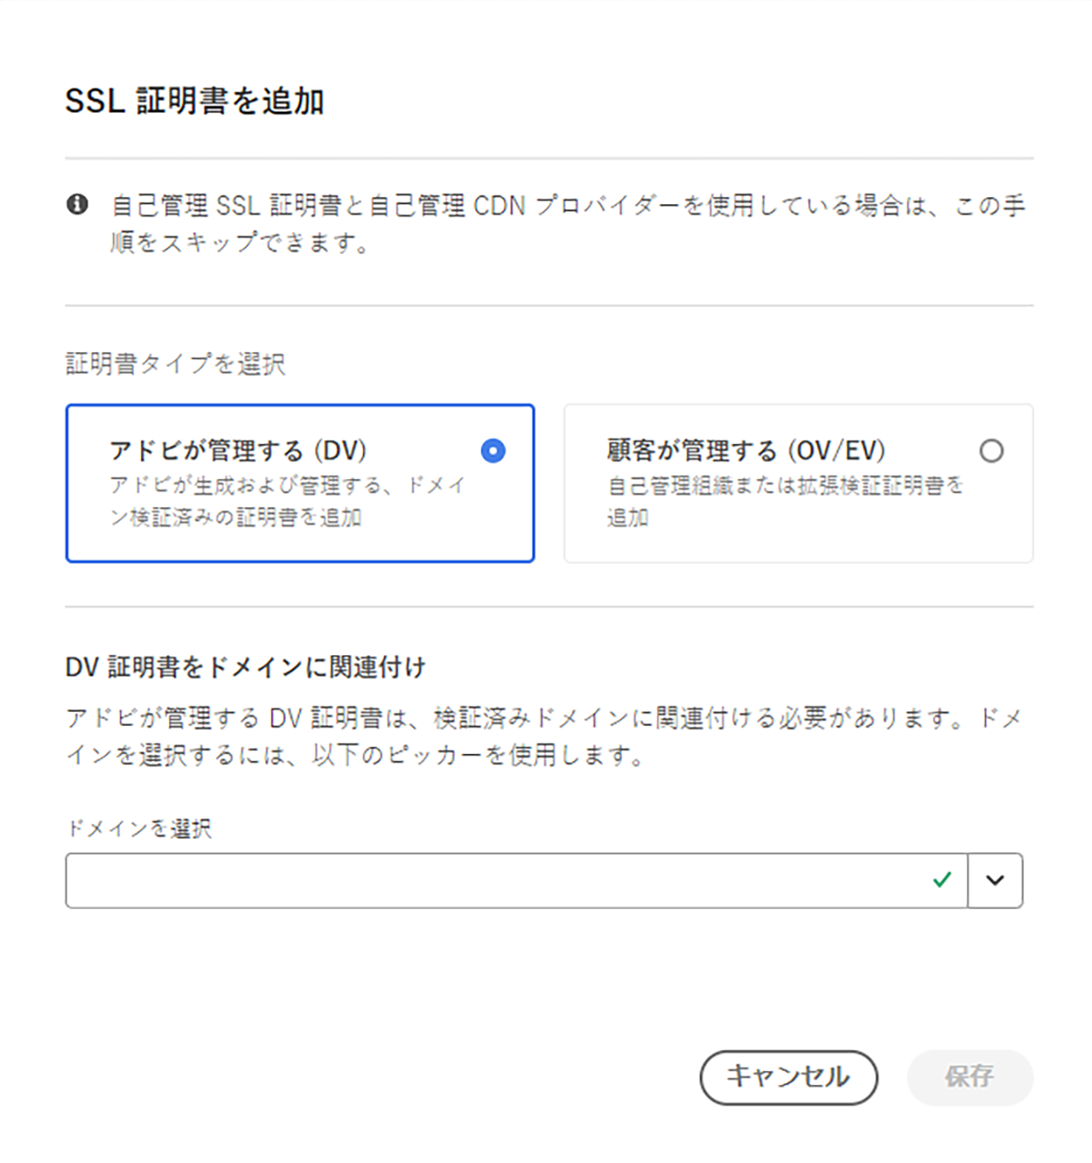 SSL 証明書を追加
自己管理 SSL 証明書と自己管理 CDN プロバイダーを使用している場合は、この手
順をスキップできます。
証明書タイプを選択
アドビが管理する (DV)
アドビが生成および管理する、ドメイ
ン検証済みの証明書を追加
顧客が管理する (OV/EV)
自己管理組織または拡張検証証明書を
追加
DV 証明書をドメインに関連付け
アドビが管理する DV 証明書は、検証済みドメインに関連付ける必要があります。ドメ
インを選択するには、以下のピッカーを使用します。
ドメインを選択
キャンセル
保存